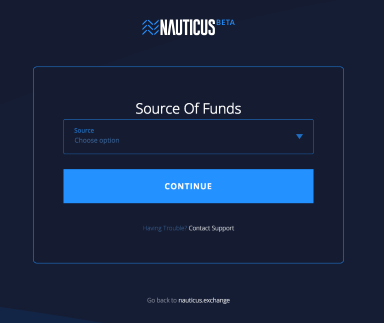 NAUTICUS BETA
Source Of Funds
Source
Choose option
CONTINUE
Having Trouble? Contact Support
Go back to nauticus.exchange